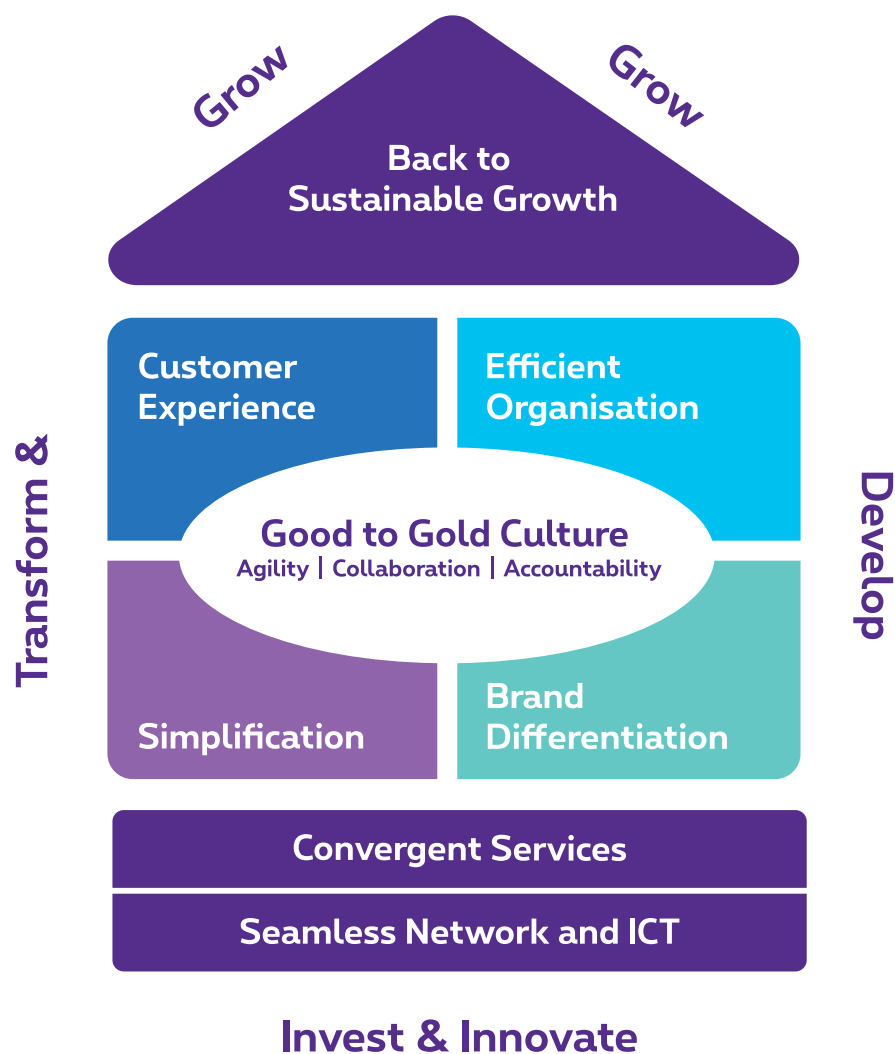 Grow
Grow
Back to
Sustainable Growth
Customer
Experience
Efficient
Organisation
Transform &
Develop
Good to Gold Culture
Agility | Collaboration | Accountability
Simplification
Brand
Differentiation
Convergent Services
Seamless Network and ICT
Invest & Innovate